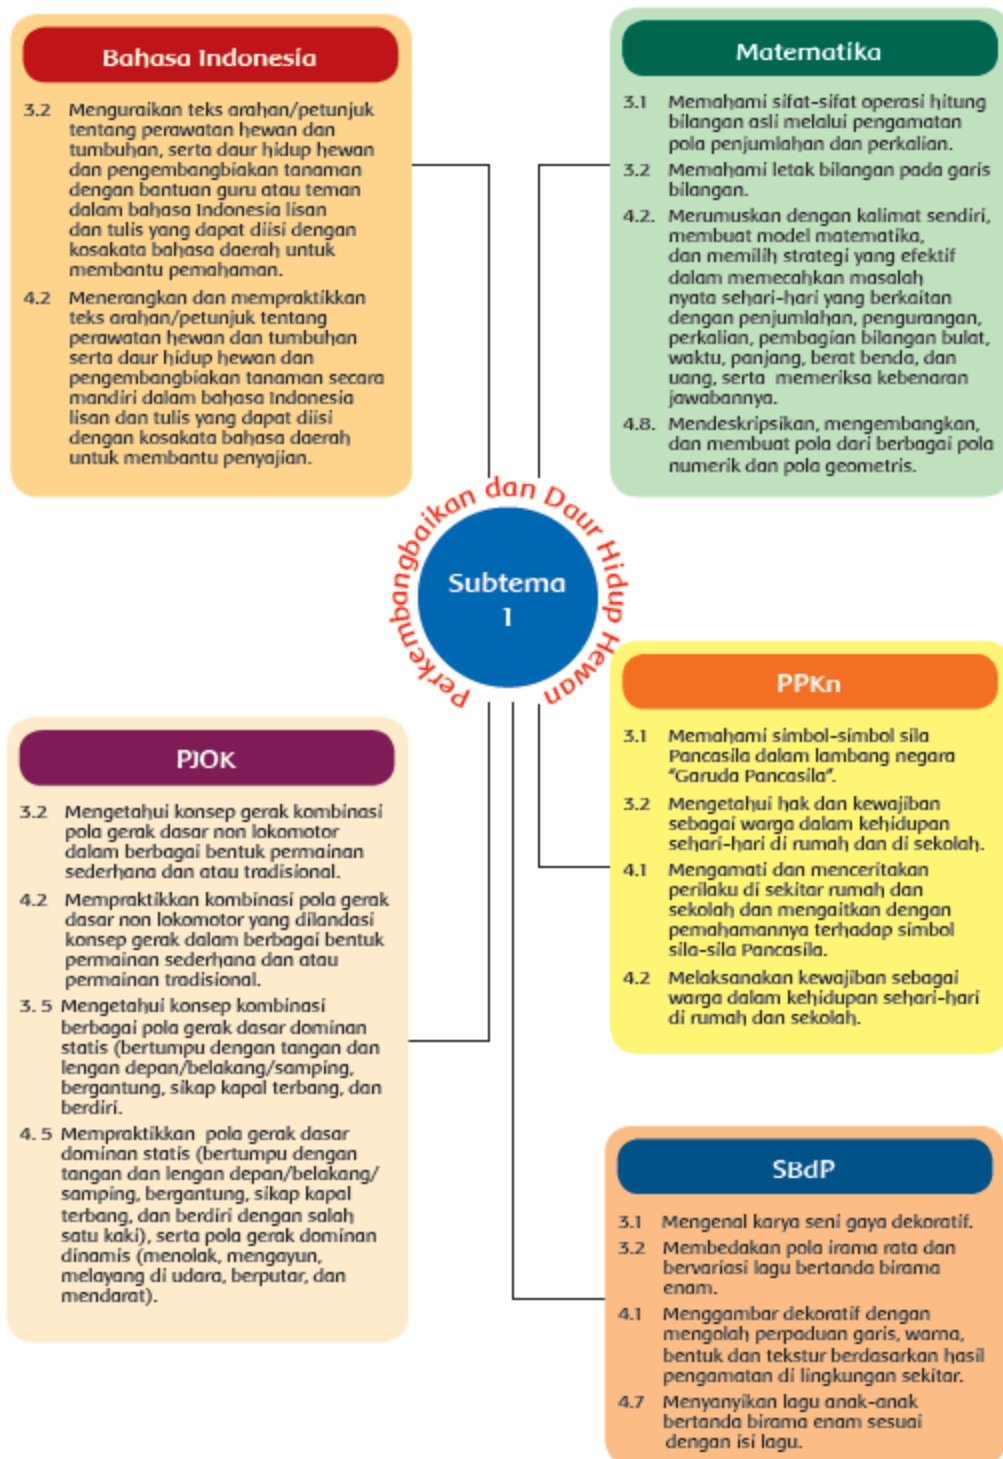 Bahasa Indonesia
3.2 Menguraikan teks arahan/petunjuk
tentang perawatan hewan dan
tumbuhan, serta daur hidup hewan
dan pengembangbiakan tanaman
dengan bantuan guru atau teman
dalam bahasa Indonesia lisan
dan tulis yang dapat diisi dengan
kosakata bahasa daerah untuk
membantu pemahaman.
4.2 Menerangkan dan mempraktikkan
teks arahan/petunjuk tentang
perawatan hewan dan tumbuhan
serta daur hidup hewan dan
pengembangbiakan tanaman secara
mandiri dalam bahasa Indonesia
lisan dan tulis yang dapat diisi
dengan kosakata bahasa daerah
untuk membantu penyajian.
Matematika
3.1 Memahami sifat-sifat operasi hitung
bilangan asli melalui pengamatan
pola penjumlahan dan perkalian.
3.2 Memahami letak bilangan pada garis
bilangan.
4.2. Merumuskan dengan kalimat sendiri,
membuat model matematika,
dan memilih strategi yang efektif
dalam memecahkan masalah
nyata sehari-hari yang berkaitan
dengan penjumlahan, pengurangan,
perkalian, pembagian bilangan bulat,
waktu, panjang, berat benda, dan
uang, serta memeriksa kebenaran
jawabannya.
4.8. Mendeskripsikan, mengembangkan,
dan membuat pola dari berbagai pola
numerik dan pola geometris.
Perkembangbaikan dan Daur Hidup Hewan
Subtema
1
PJOK
3.2 Mengetahui konsep gerak kombinasi
pola gerak dasar non lokomotor
dalam berbagai bentuk permainan
sederhana dan atau tradisional.
4.2 Mempraktikkan kombinasi pola gerak
dasar non lokomotor yang dilandasi
konsep gerak dalam berbagai bentuk
permainan sederhana dan atau
permainan tradisional.
3. 5 Mengetahui konsep kombinasi
berbagai pola gerak dasar dominan
statis (bertumpu dengan tangan dan
lengan depan/belakang/samping,
bergantung, sikap kapal terbang, dan
berdiri.
4. 5 Mempraktikkan pola gerak dasar
dominan statis (bertumpu dengan
tangan dan lengan depan/belakang/
samping, bergantung, sikap kapal
terbang, dan berdiri dengan salah
satu kaki), serta pola gerak dominan
dinamis (menolak, mengayun,
melayang di udara, berputar, dan
mendarat).
PPKn
3.1 Memahami simbol-simbol sila
Pancasila dalam lambang negara
"Garuda Pancasila".
3.2 Mengetahui hak dan kewajiban
sebagai warga dalam kehidupan
sehari-hari di rumah dan di sekolah.
4.1 Mengamati dan menceritakan
perilaku di sekitar rumah dan
sekolah dan mengaitkan dengan
pemahamannya terhadap simbol
sila-sila Pancasila.
4.2 Melaksanakan kewajiban sebagai
warga dalam kehidupan sehari-hari
di rumah dan sekolah.
SBdP
3.1 Mengenal karya seni gaya dekoratif.
3.2 Membedakan pola irama rata dan
bervariasi lagu bertanda birama
enam.
4.1 Menggambar dekoratif dengan
mengolah perpaduan garis, warna,
bentuk dan tekstur berdasarkan hasil
pengamatan di lingkungan sekitar.
4.7 Menyanyikan lagu anak-anak
bertanda birama enam sesuai
dengan isi lagu.